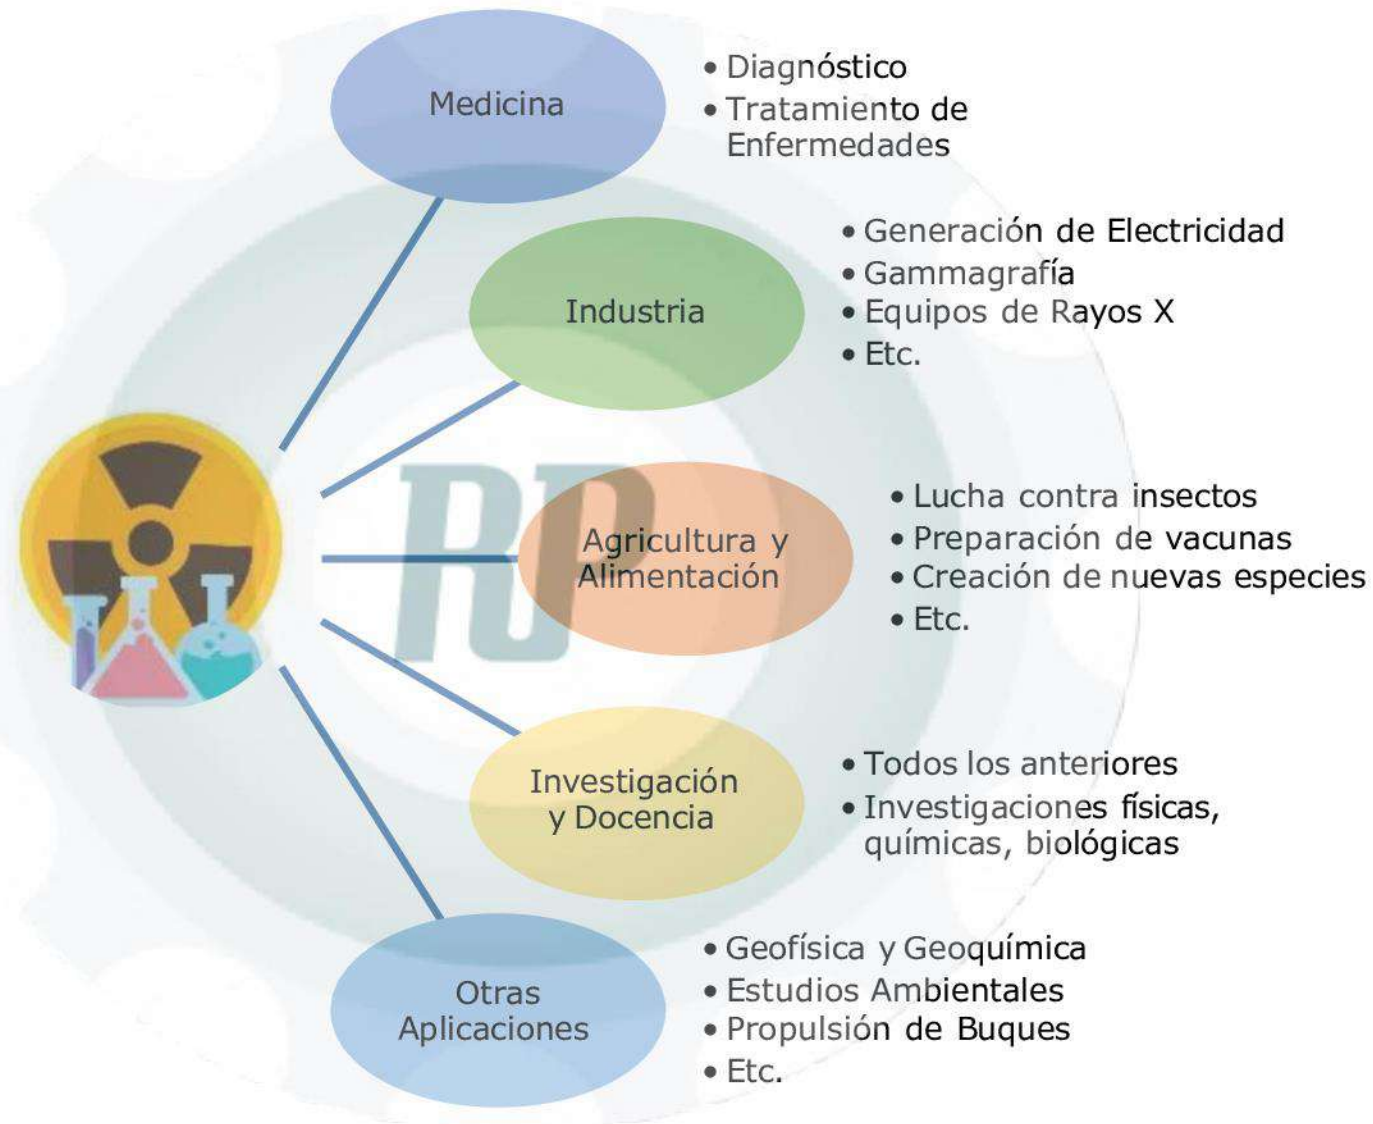 Medicina
• Diagnóstico
• Tratamiento de
Enfermedades
Industria
• Generación de Electricidad
• Gammagrafía
• Equipos de Rayos X
• Etc.
RP
Agricultura y
Alimentación
• Lucha contra insectos
• Preparación de vacunas
• Creación de nuevas especies
• Etc.
Investigación
y Docencia
• Todos los anteriores
• Investigaciones físicas,
químicas, biológicas
Otras
Aplicaciones
• Geofísica y Geoquímica
• Estudios Ambientales
• Propulsión de Buques
• Etc.